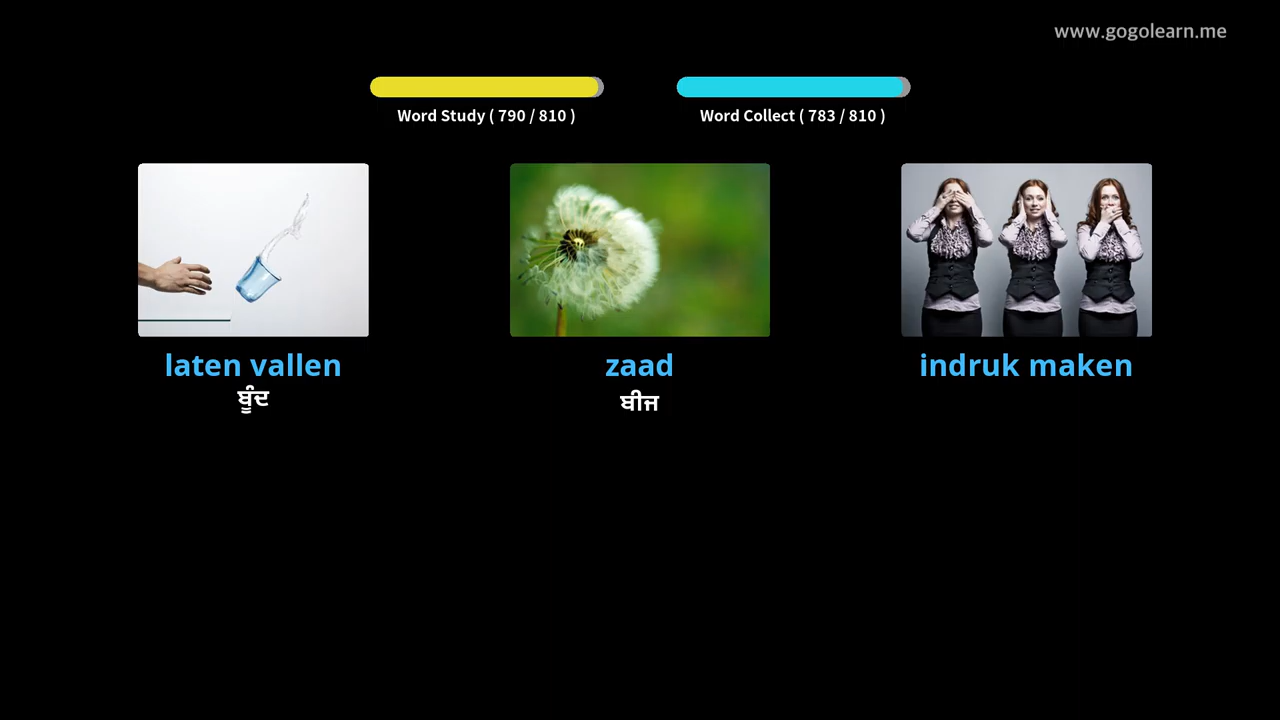 www.gogolearn.me
Word Study ( 790 / 810 )
Word Collect ( 783 / 810 )
laten vallen
ਬੂੰਦ
zaad
ਬੀਜ
indruk maken